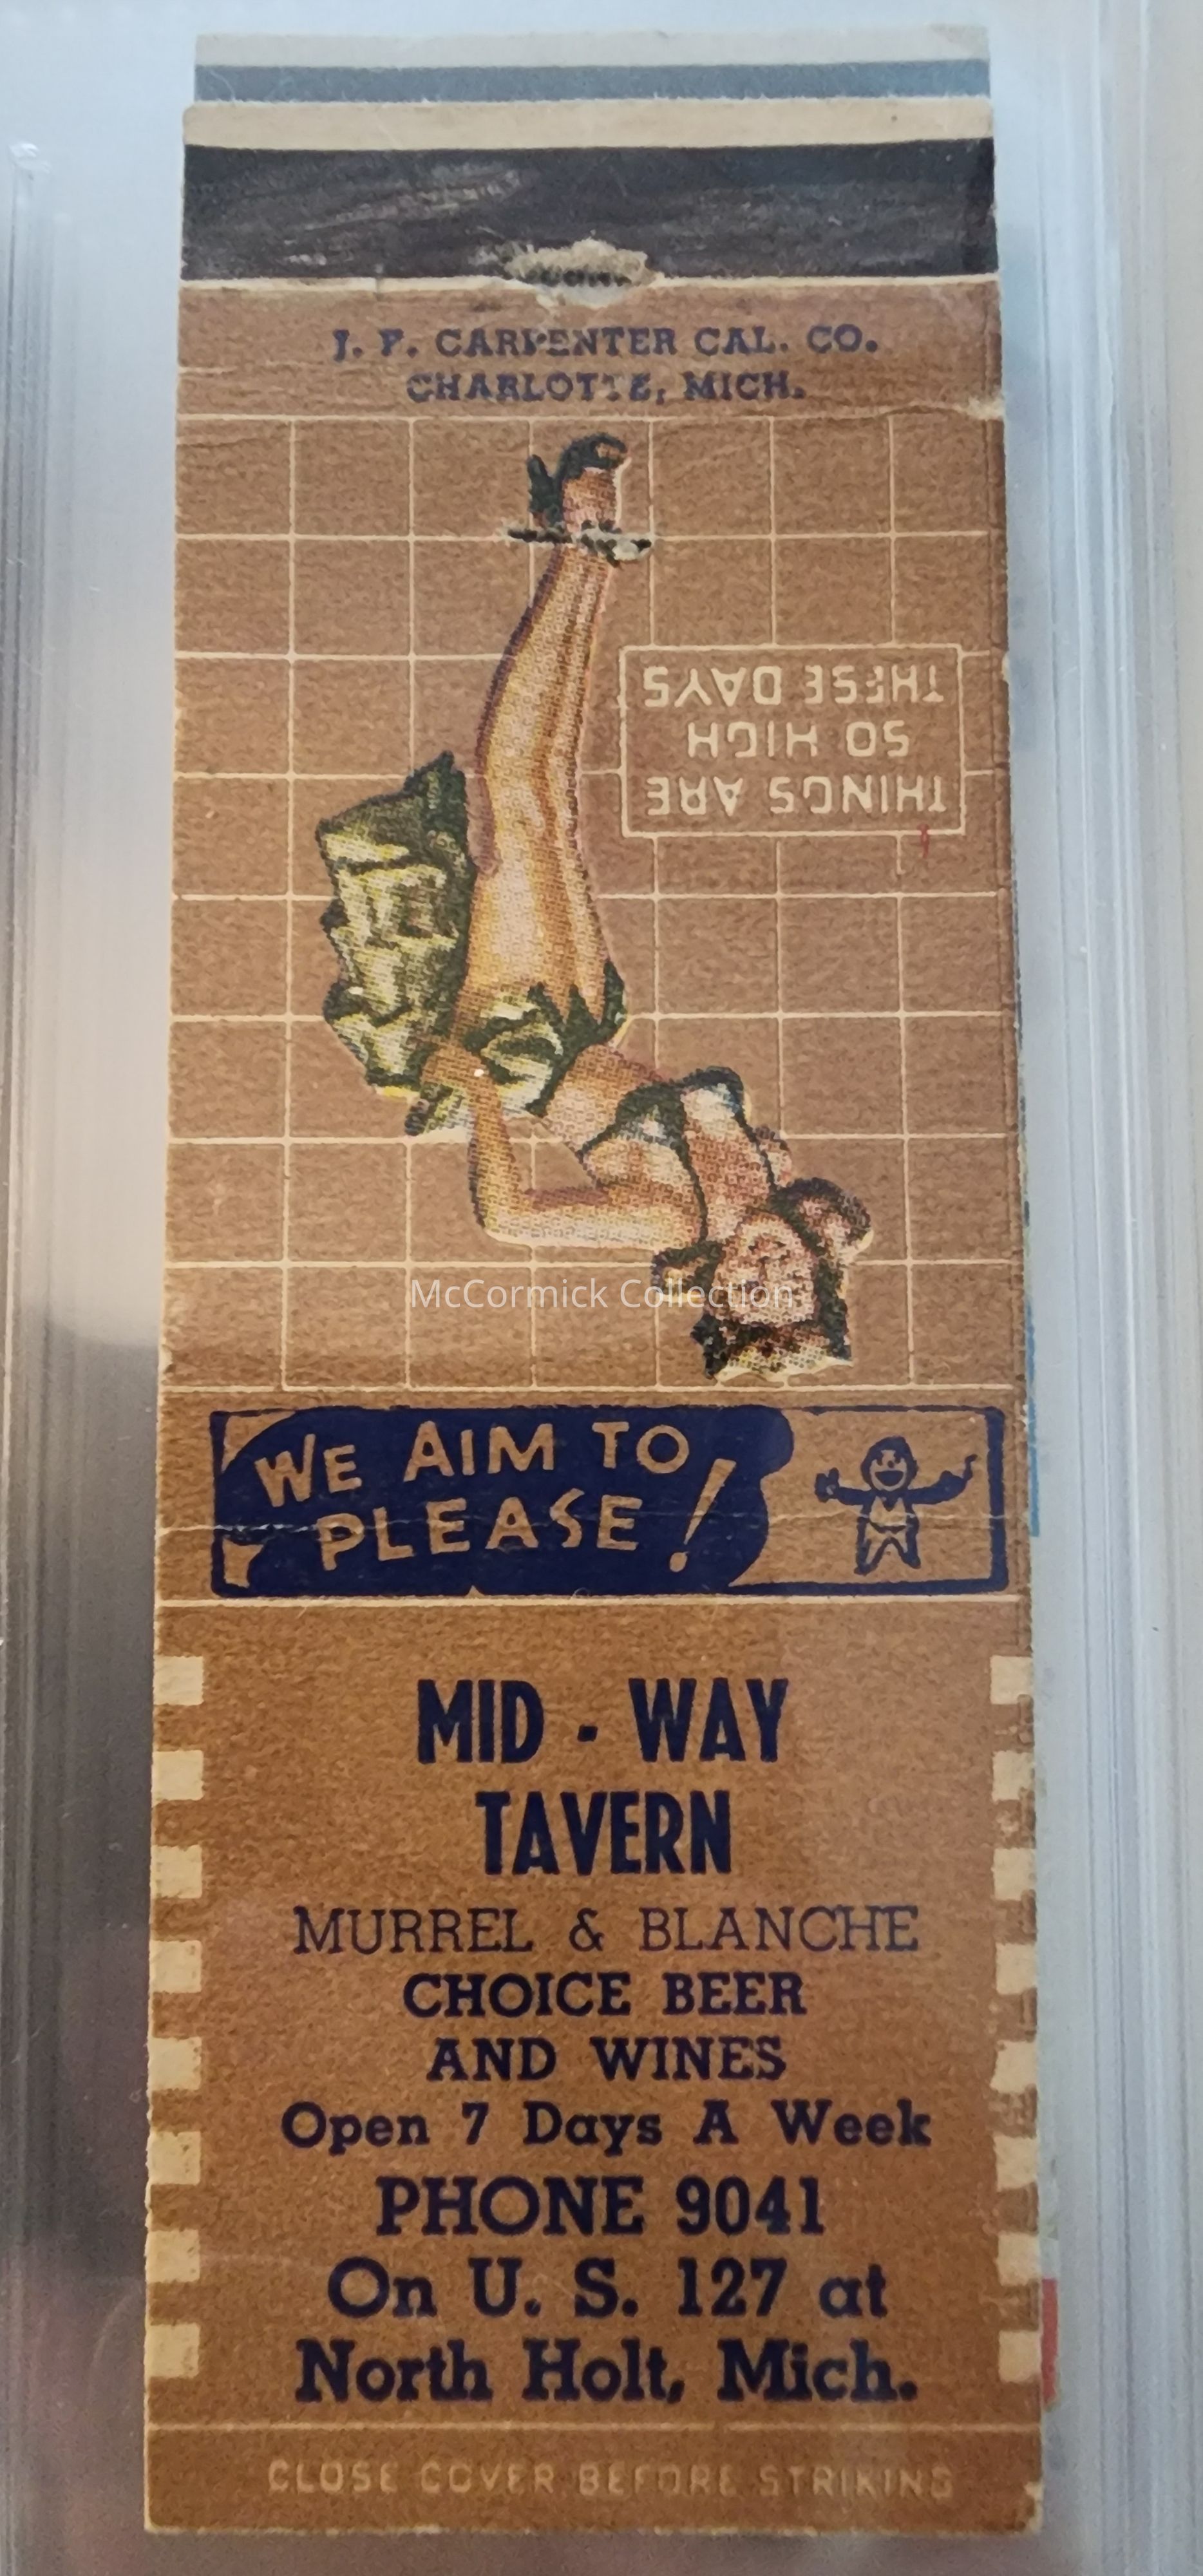 J. F. CARPENTER CAL. CO.
CHARLOTTE, MICH.
THINGS ARE
SO HIGH
THESE DAYS
McCormick Collection
WE AIM TO
PLEASE!
MID - WAY
TAVERN
MURREL & BLANCHE
CHOICE BEER
AND WINES
Open 7 Days A Week
PHONE 9041
On U. S. 127 at
North Holt, Mich.
CLOSE COVER BEFORE STRIKING